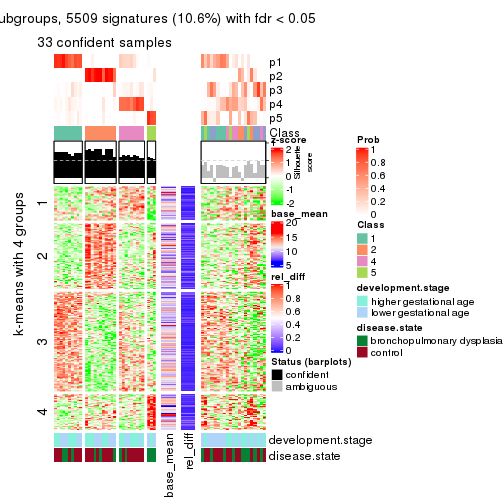 ubgroups, 5509 signatures (10.6%) with fdr < 0.05
33 confident samples
p1
p2
p3
p4
p5
Class
k-means with 4 groups
1
2
3
4
Silhouette
score
z-score
2
1
0
-1
-2
base_mean
20
15
10
5
rel_diff
1
0.8
0.6
0.4
0.2
0
Status (barplots)
confident
ambiguous
Prob
1
0.8
0.6
0.4
0.2
0
Class
1
2
4
5
development.stage
higher gestational age
lower gestational age
disease.state
bronchopulmonary dysplasia
control
development.stage
disease.state
base_mean
rel_diff